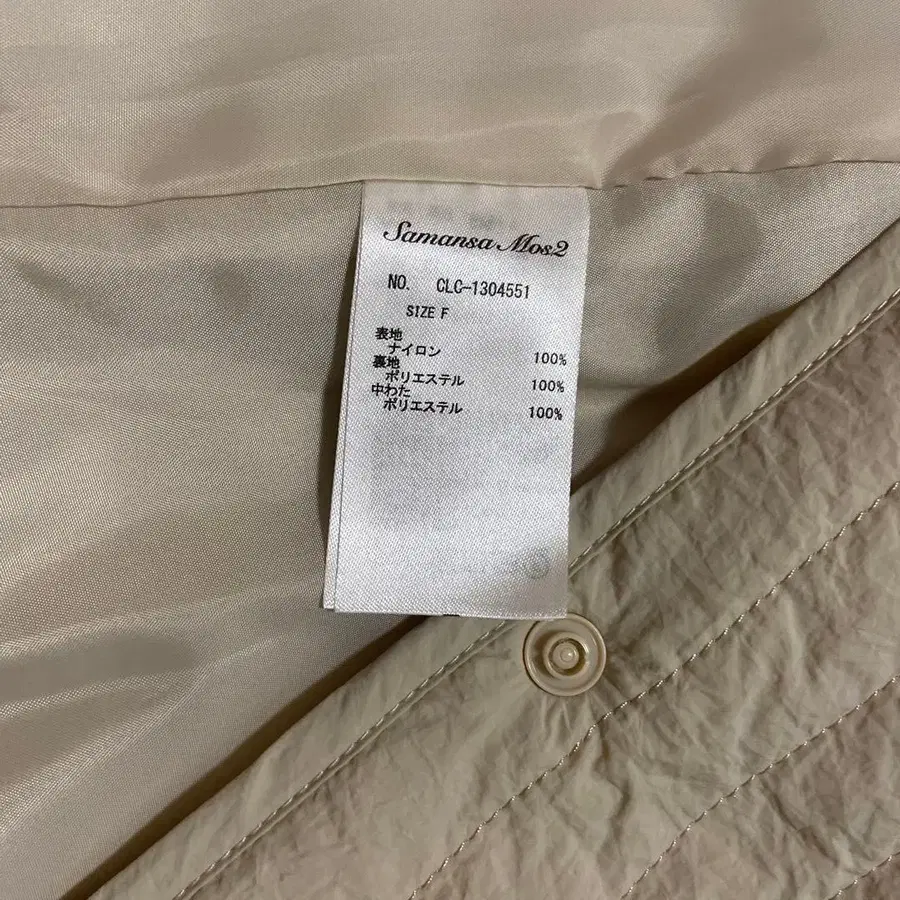 Samansa Mos2
NO. CLC-1304551
SIZE F
表地
ナイロン 100%
裏地
ポリエステル 100%
中わた
ポリエステル 100%